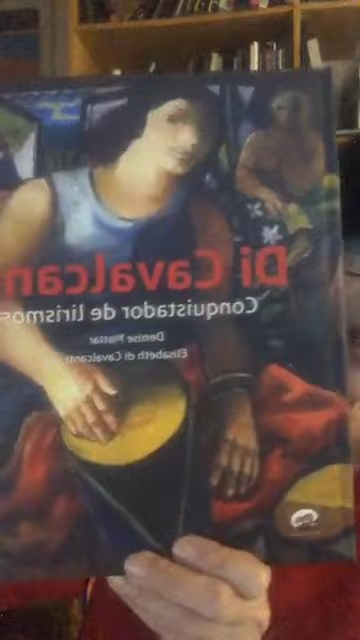 Di Cavalcan
Conquistador de lirismos
Denise Mattar
Elisabeth di Cavalcanti